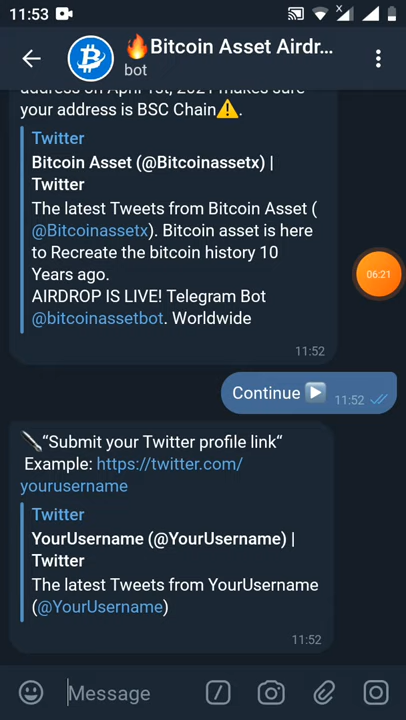 11:53
🔥Bitcoin Asset Airdr...
bot
address on April 1st, 2021 makes sure
your address is BSC Chain⚠️.
Twitter
Bitcoin Asset (@Bitcoinassetx) |
Twitter
The latest Tweets from Bitcoin Asset (
@Bitcoinassetx). Bitcoin asset is here
to Recreate the bitcoin history 10
Years ago.
AIRDROP IS LIVE! Telegram Bot
@bitcoinassetbot. Worldwide
11:52
06:21
Continue ▶️ 11:52
“Submit your Twitter profile link“
Example: https://twitter.com/
yourusername
Twitter
YourUsername (@YourUsername) |
Twitter
The latest Tweets from YourUsername
(@YourUsername)
11:52
Message